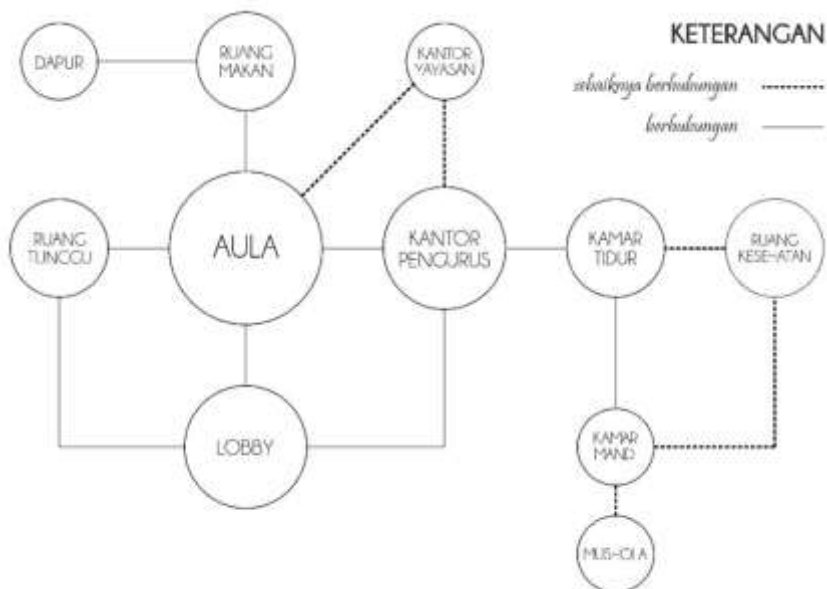 KETERANGAN
sebaiknya berhubungan
berhubungan
DAPUR
RUANG
MAKAN
KANTOR
YAYASAN
RUANG
TUNGGU
AULA
KANTOR
PENGURUS
KAMAR
TIDUR
RUANG
KESEHATAN
LOBBY
KAMAR
MANDI
MUSHOLA